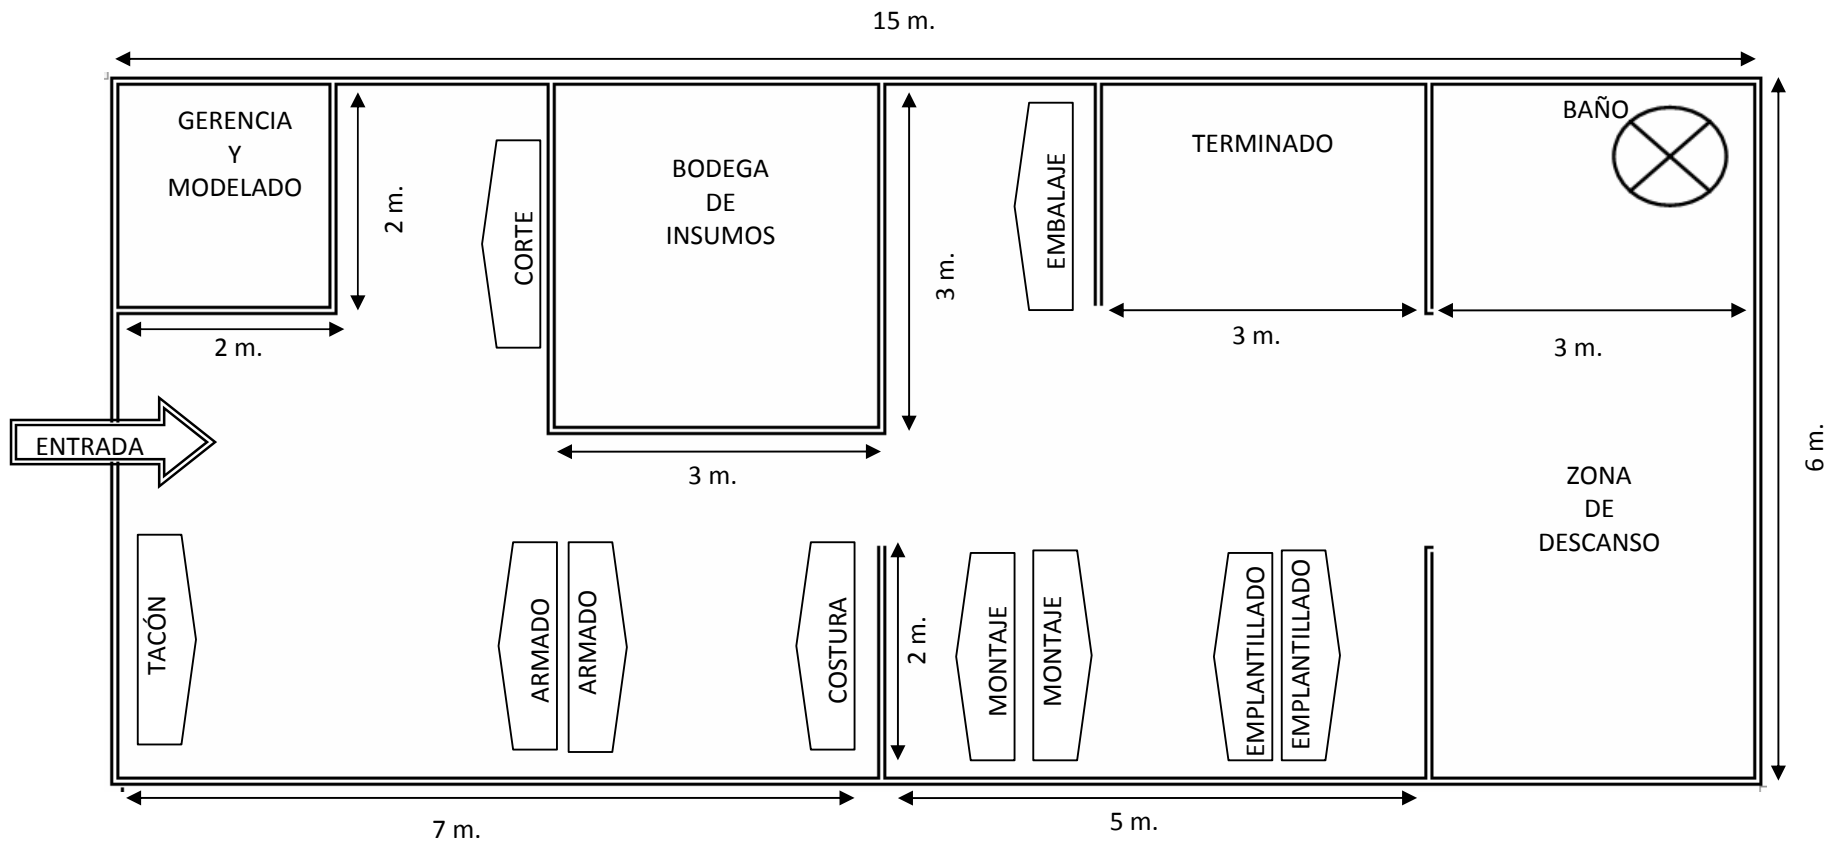 15 m.
GERENCIA
Y
MODELADO
2 m.
2 m.
CORTE
BODEGA
DE
INSUMOS
3 m.
3 m.
EMBALAJE
TERMINADO
3 m.
BAÑO
3 m.
6 m.
ENTRADA
ZONA
DE
DESCANSO
TACÓN
ARMADO
ARMADO
COSTURA
2 m.
MONTAJE
MONTAJE
EMPLANTILLADO
EMPLANTILLADO
7 m.
5 m.